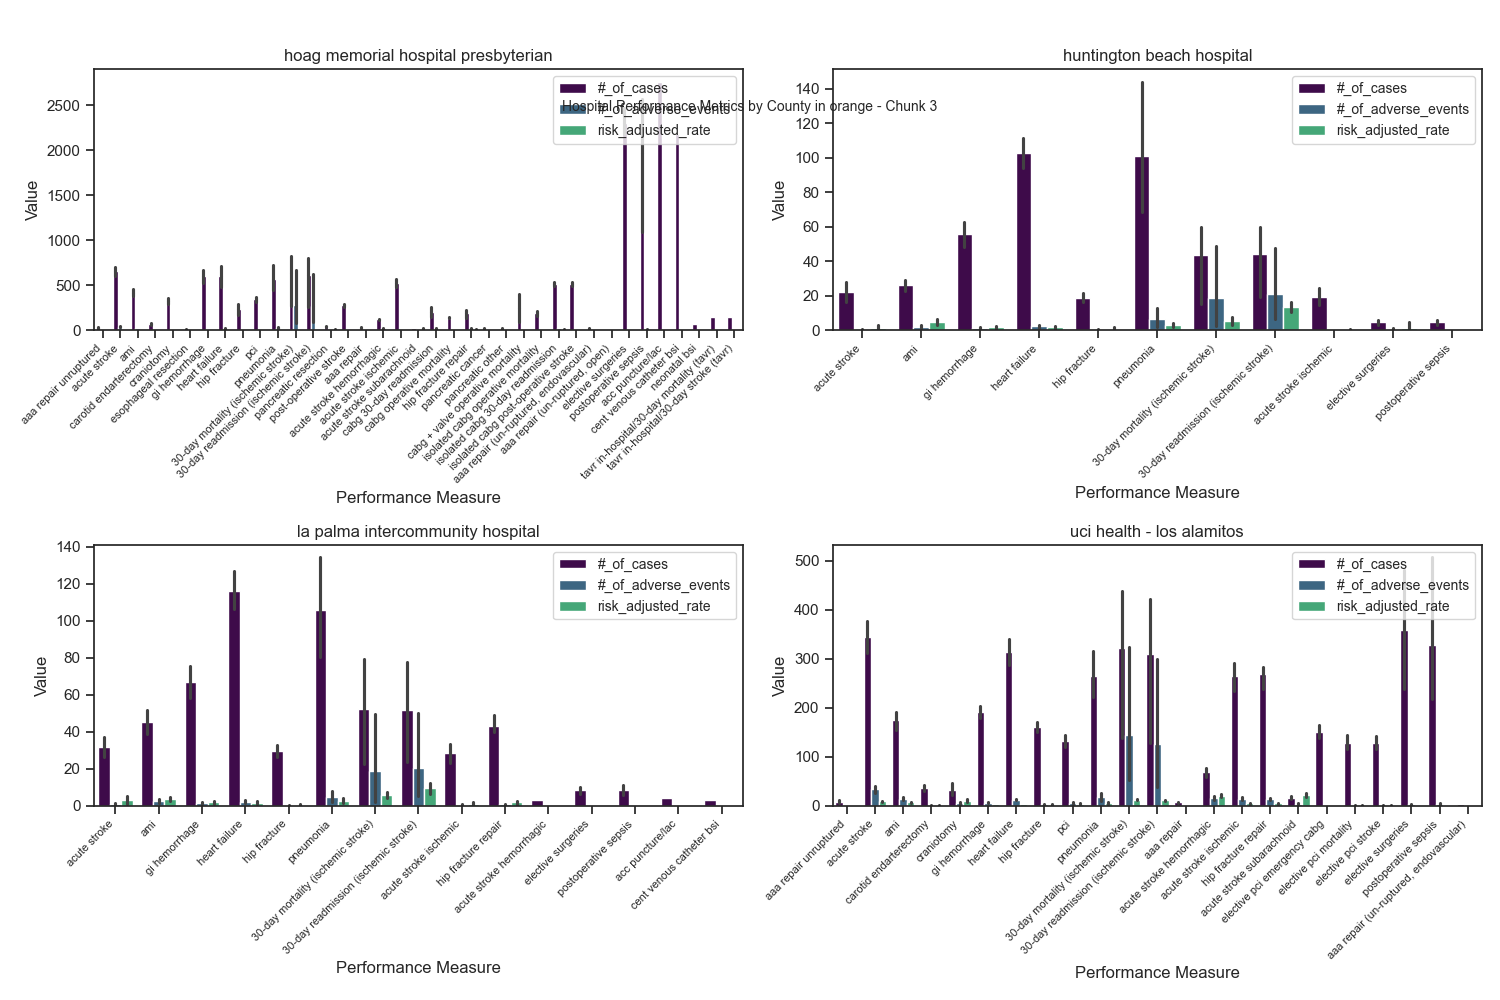 hoag memorial hospital presbyterian
2500
2000
1500
1000
500
0
Value
#_of_cases
#_of_adverse_events
risk_adjusted_rate
Hospital Performance Metrics by County in orange - Chunk 3
aaa repair unruptured
acute stroke
ami
carotid endarterectomy
craniotomy
esophageal resection
gi hemorrhage
heart failure
hip fracture
pci
pneumonia
30-day mortality (ischemic stroke)
30-day readmission (ischemic stroke)
pancreatic resection
post-operative stroke
aaa repair
acute stroke hemorrhagic
acute stroke ischemic
acute stroke subarachnoid
cabg 30-day readmission
cabg operative mortality
hip fracture repair
pancreatic cancer
pancreatic other
cabg + valve operative mortality
isolated cabg operative mortality
isolated cabg 30-day readmission
isolated cabg post-operative stroke
aaa repair (un-ruptured, endovascular)
aaa repair (un-ruptured, open)
elective surgeries
postoperative sepsis
acc puncture/lac
cent venous catheter bsi
neonatal bsi
tavr in-hospital/30-day mortality (tavr)
tavr in-hospital/30-day stroke (tavr)
Performance Measure
huntington beach hospital
140
120
100
80
60
40
20
0
Value
#_of_cases
#_of_adverse_events
risk_adjusted_rate
acute stroke
ami
gi hemorrhage
heart failure
hip fracture
pneumonia
30-day mortality (ischemic stroke)
30-day readmission (ischemic stroke)
acute stroke ischemic
elective surgeries
postoperative sepsis
Performance Measure
la palma intercommunity hospital
140
120
100
80
60
40
20
0
Value
#_of_cases
#_of_adverse_events
risk_adjusted_rate
acute stroke
ami
gi hemorrhage
heart failure
hip fracture
pneumonia
30-day mortality (ischemic stroke)
30-day readmission (ischemic stroke)
acute stroke ischemic
hip fracture repair
acute stroke hemorrhagic
elective surgeries
postoperative sepsis
acc puncture/lac
cent venous catheter bsi
Performance Measure
uci health - los alamitos
500
400
300
200
100
0
Value
#_of_cases
#_of_adverse_events
risk_adjusted_rate
aaa repair unruptured
acute stroke
ami
carotid endarterectomy
craniotomy
gi hemorrhage
heart failure
hip fracture
pci
pneumonia
30-day mortality (ischemic stroke)
30-day readmission (ischemic stroke)
aaa repair
acute stroke hemorrhagic
acute stroke ischemic
hip fracture repair
acute stroke subarachnoid
elective pci emergency cabg
elective pci mortality
elective pci stroke
elective surgeries
postoperative sepsis
aaa repair (un-ruptured, endovascular)
Performance Measure